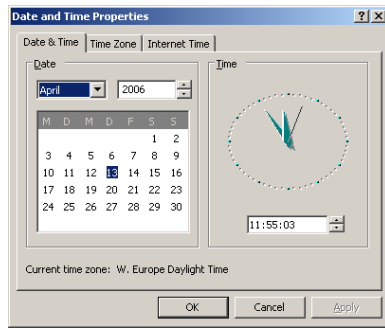 Date and Time Properties
Date & Time Time Zone Internet Time
Date Time
April 2006
M D M D F S S
1 2
3 4 5 6 7 8 9
10 11 12 13 14 15 16
17 18 19 20 21 22 23
24 25 26 27 28 29 30
11:55:03
Current time zone: W. Europe Daylight Time
OK Cancel Apply